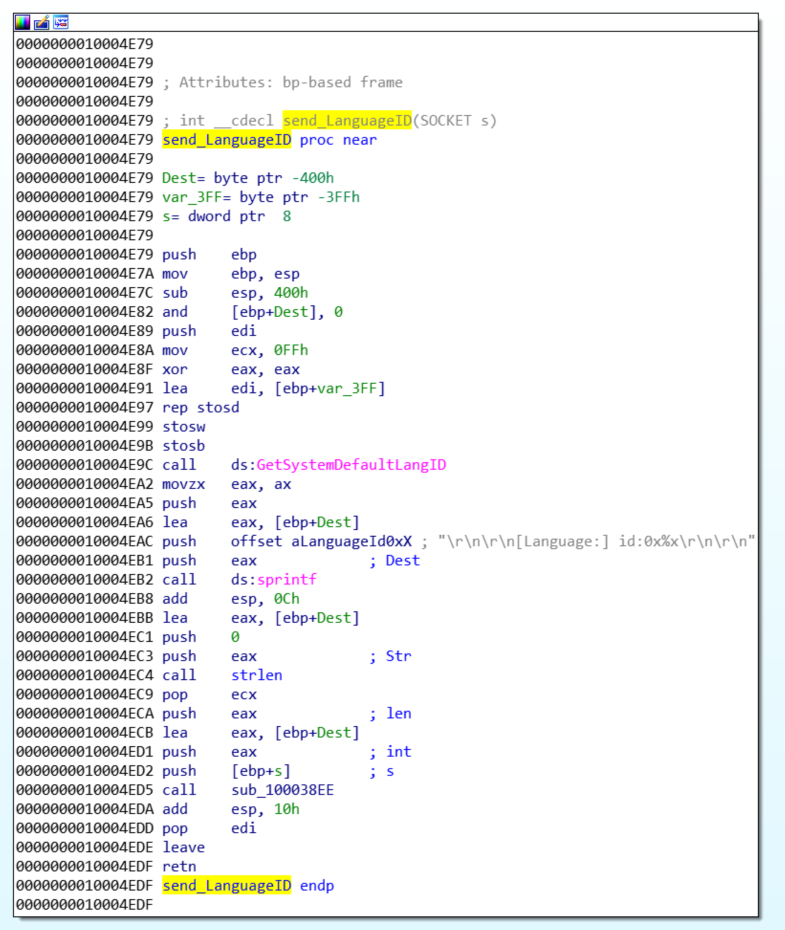 0000000010004E79
0000000010004E79
0000000010004E79 ; Attributes: bp-based frame
0000000010004E79
0000000010004E79 ; int __cdecl send_LanguageID(SOCKET s)
0000000010004E79 send_LanguageID proc near
0000000010004E79
0000000010004E79 Dest= byte ptr -400h
0000000010004E79 var_3FF= byte ptr -3FFh
0000000010004E79 s= dword ptr  8
0000000010004E79
0000000010004E79 push    ebp
0000000010004E7A mov     ebp, esp
0000000010004E7C sub     esp, 400h
0000000010004E82 and     [ebp+Dest], 0
0000000010004E89 push    edi
0000000010004E8A mov     ecx, 0FFh
0000000010004E8F xor     eax, eax
0000000010004E91 lea     edi, [ebp+var_3FF]
0000000010004E97 rep stosd
0000000010004E99 stosw
0000000010004E9B stosb
0000000010004E9C call    ds:GetSystemDefaultLangID
0000000010004EA2 movzx   eax, ax
0000000010004EA5 push    eax
0000000010004EA6 lea     eax, [ebp+Dest]
0000000010004EAC push    offset aLanguageId0xX ; "\r\n\r\n[Language:] id:0x%x\r\n\r\n"
0000000010004EB1 push    eax             ; Dest
0000000010004EB2 call    ds:sprintf
0000000010004EB8 add     esp, 0Ch
0000000010004EBB lea     eax, [ebp+Dest]
0000000010004EC1 push    0
0000000010004EC3 push    eax             ; Str
0000000010004EC4 call    strlen
0000000010004EC9 pop     ecx
0000000010004ECA push    eax             ; len
0000000010004ECB lea     eax, [ebp+Dest]
0000000010004ED1 push    eax             ; int
0000000010004ED2 push    [ebp+s]         ; s
0000000010004ED5 call    sub_100038EE
0000000010004EDA add     esp, 10h
0000000010004EDD pop     edi
0000000010004EDE leave
0000000010004EDF retn
0000000010004EDF send_LanguageID endp
0000000010004EDF